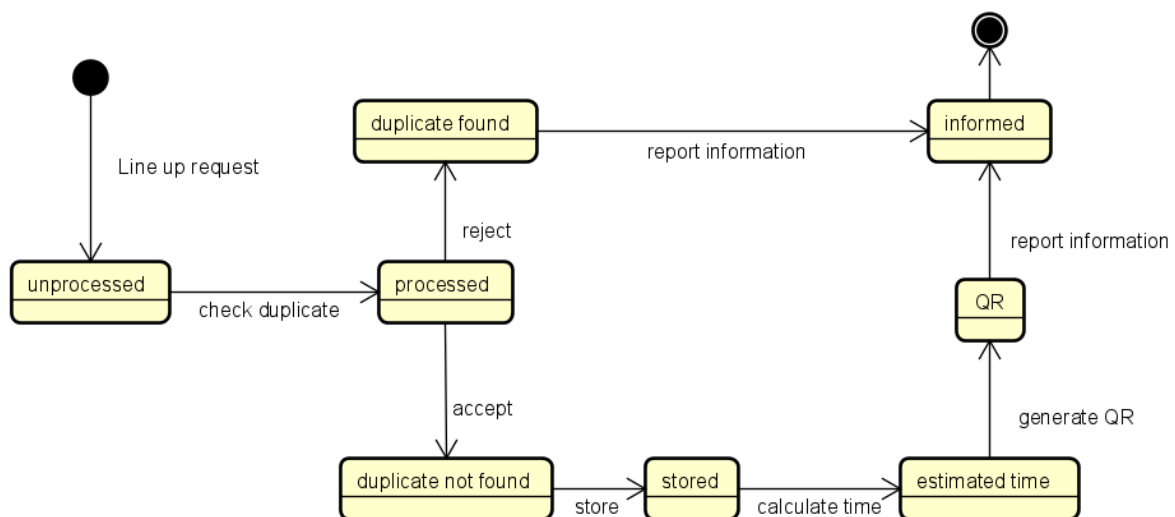 duplicate found
informed
Line up request
report information
reject
report information
unprocessed
processed
check duplicate
QR
accept
generate QR
duplicate not found
stored
estimated time
store
calculate time